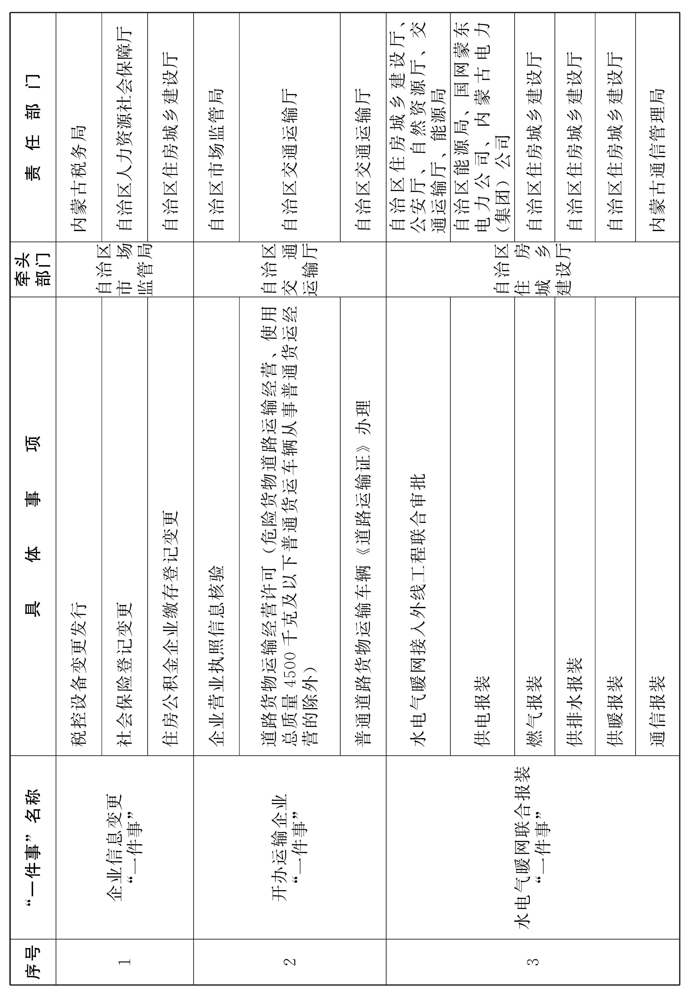 序号
“一件事”名称
具体事项
牵头
部门
责任部门
1
企业信息变更
“一件事”
税控设备变更发行
自治区
市场
监管局
内蒙古税务局
社会保险登记变更
自治区人力资源社会保障厅
住房公积金企业缴存登记变更
自治区住房城乡建设厅
2
开办运输企业
“一件事”
企业营业执照信息核验
自治区
交通
运输厅
自治区市场监管局
道路货物运输经营许可（危险货物道路运输经营、使用
总质量4500千克及以下普通货运车辆从事普通货运经
营的除外）
自治区交通运输厅
普通道路货物运输车辆《道路运输证》办理
自治区交通运输厅
3
水电气暖网联合报装
“一件事”
水电气暖网接入外线工程联合审批
自治区
住房
城乡
建设厅
自治区住房城乡建设厅、
公安厅、自然资源厅、交
通运输厅、能源局
供电报装
自治区能源局、国网蒙东
电力公司、内蒙古电力
（集团）公司
燃气报装
自治区住房城乡建设厅
供排水报装
自治区住房城乡建设厅
供暖报装
自治区住房城乡建设厅
通信报装
内蒙古通信管理局